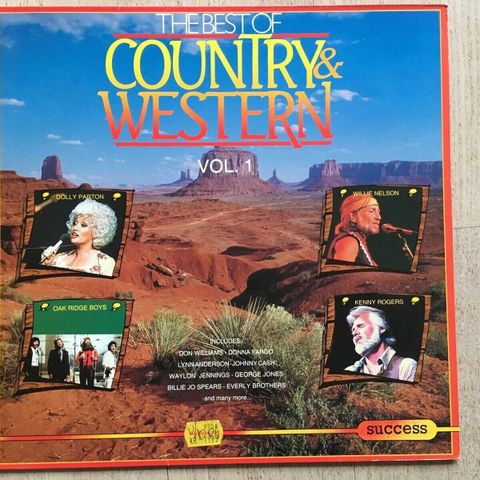 THE BEST OF
COUNTRY &
WESTERN
VOL. 1
DOLLY PARTON
WILLIE NELSON
OAK RIDGE BOYS
KENNY ROGERS
INCLUDES:
DON WILLIAMS - DONNA FARGO
LYNN ANDERSON - JOHNNY CASH
WAYLON JENNINGS - GEORGE JONES
BILLIE JO SPEARS - EVERLY BROTHERS
-and many more...
success